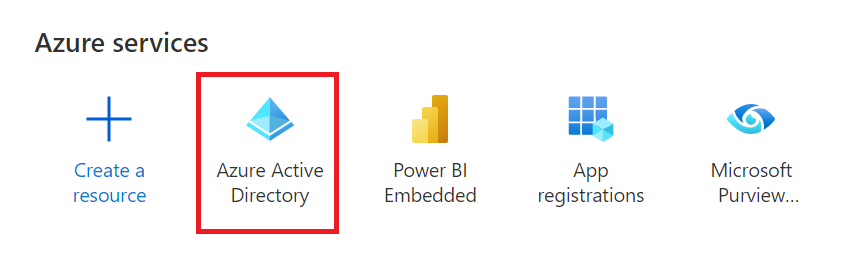 Azure services
Create a
resource
Azure Active
Directory
Power BI
Embedded
App
registrations
Microsoft
Purview...